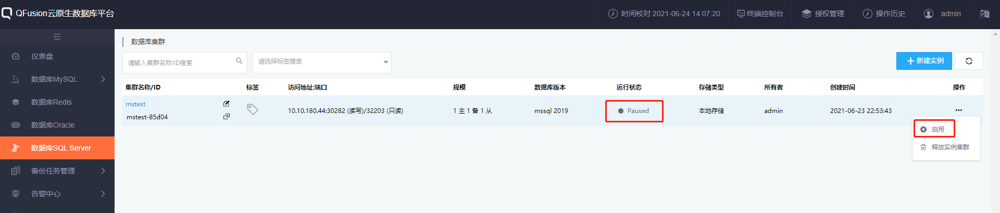 QFusion云原生数据库平台
时间校对 2021-06-24 14:07:20
终端控制台
授权管理
操作历史
admin
仪表盘
数据库MySQL
数据库Redis
数据库Oracle
数据库SQL Server
备份任务管理
告警中心
数据库集群
请输入集群名称/ID搜索
请选择标签搜索
新建实例
集群名称/ID 标签 访问地址:端口 规模 数据库版本 运行状态 存储类型 所有者 创建时间 操作
mstest
mstest-85d04
10.10.180.44:30282 (读写)/32203 (只读) 1 主 1 备 1 从 mssql 2019 Paused 本地存储 admin 2021-06-23 22:53:43 •••
启用
释放实例集群